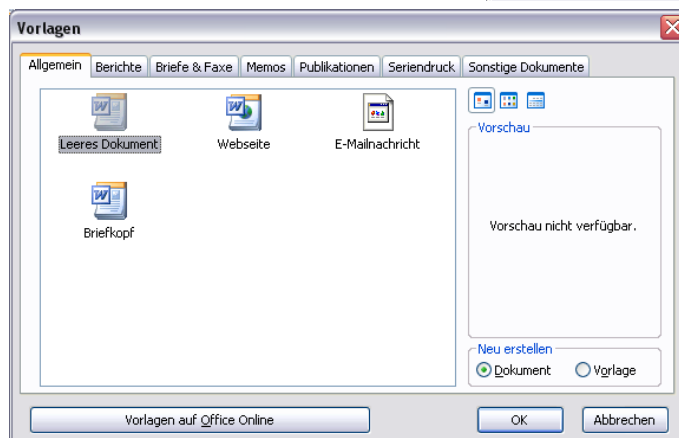 Vorlagen
Allgemein Berichte Briefe & Faxe Memos Publikationen Seriendruck Sonstige Dokumente
Leeres Dokument Webseite E-Mailnachricht
Briefkopf
Vorschau
Vorschau nicht verfügbar.
Neu erstellen
Dokument Vorlage
Vorlagen auf Office Online OK Abbrechen